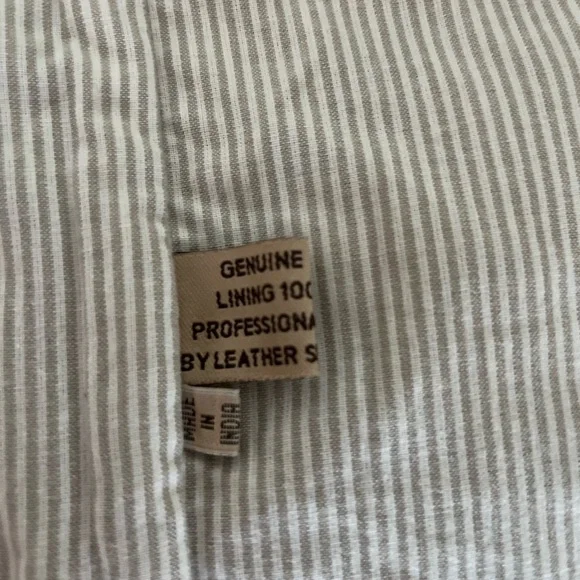 GENUINE
LINING 100
PROFESSIONA
BY LEATHER S
MADE
IN
INDIA